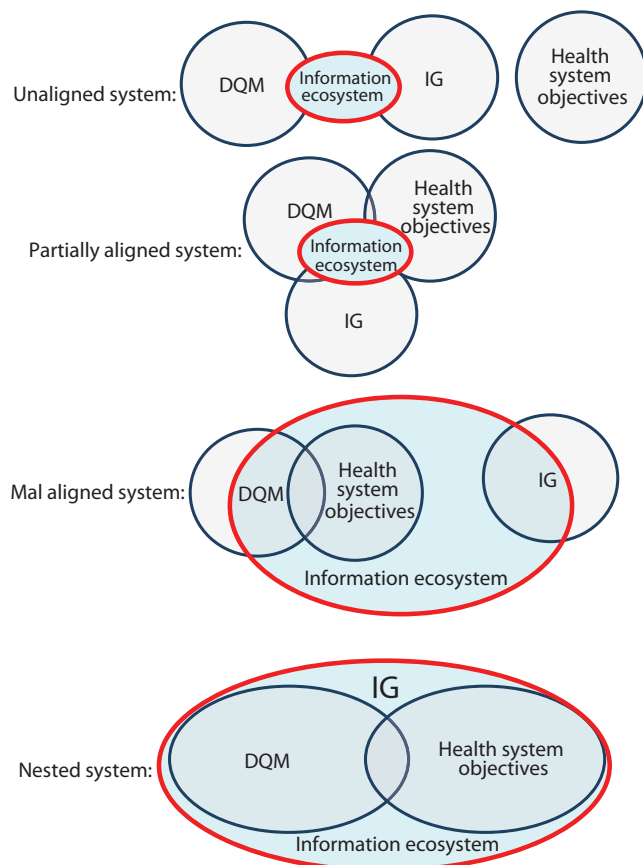 Unaligned system:
DQM
Information
ecosystem
IG
Health
system
objectives
Partially aligned system:
DQM
Health
system
objectives
Information
ecosystem
IG
Mal aligned system:
DQM
Health
system
objectives
IG
Information ecosystem
Nested system:
IG
DQM
Health system
objectives
Information ecosystem